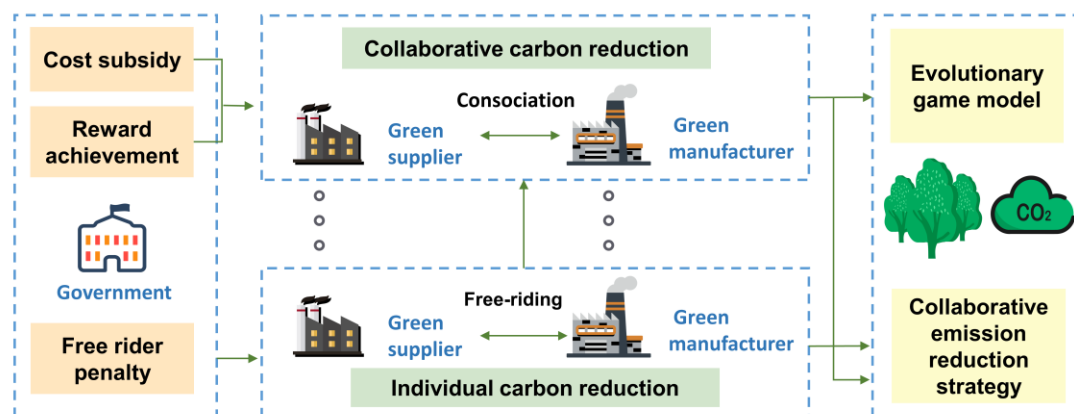 Cost subsidy
Reward
achievement
Government
Free rider
penalty
Collaborative carbon reduction
Consociation
Green
supplier
Green
manufacturer
Free-riding
Green
supplier
Green
manufacturer
Individual carbon reduction
Evolutionary
game model
CO₂
Collaborative
emission
reduction
strategy